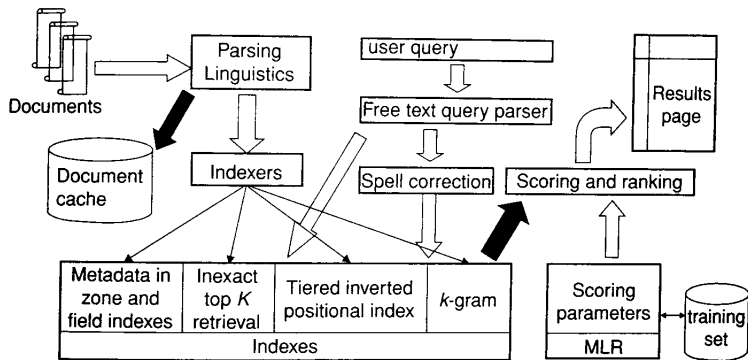 Documents
Parsing
Linguistics
user query
Free text query parser
Results
page
Document
cache
Indexers
Spell correction
Scoring and ranking
Metadata in
zone and
field indexes
Inexact
top K
retrieval
Tiered inverted
positional index
k-gram
Indexes
Scoring
parameters
MLR
training
set